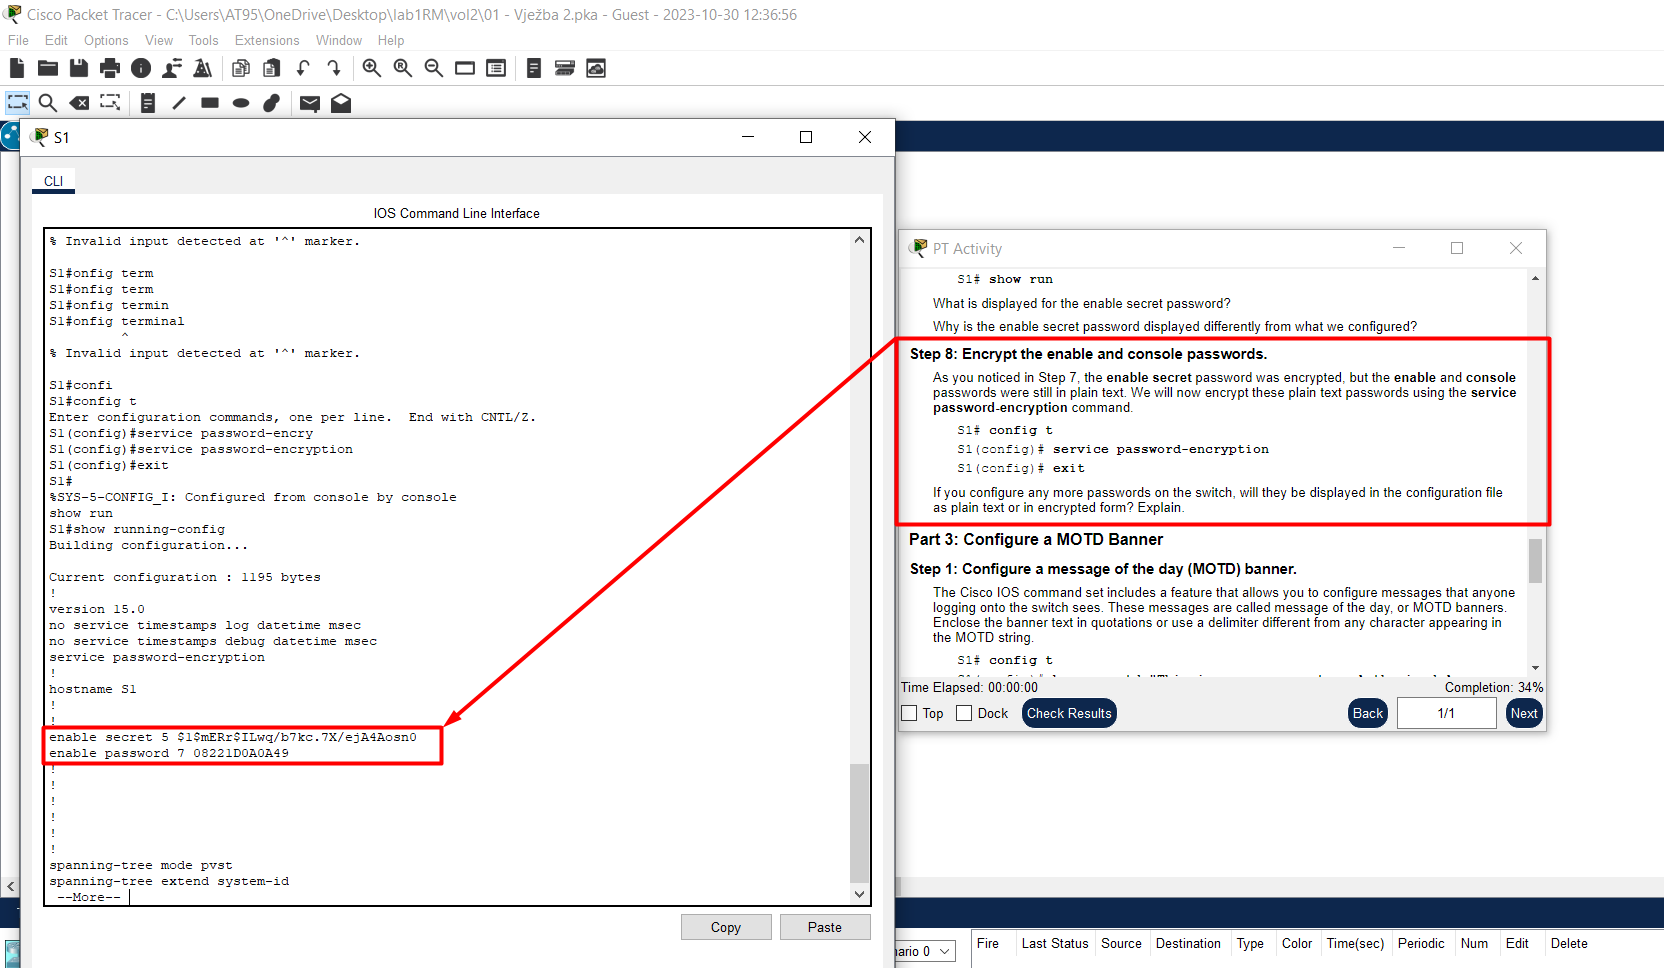 Cisco Packet Tracer - C:\Users\AT95\OneDrive\Desktop\lab1RM\vol2\01 - Vježba 2.pka - Guest - 2023-10-30 12:36:56
File Edit Options View Tools Extensions Window Help
S1
CLI
IOS Command Line Interface
% Invalid input detected at '^' marker.
S1#onfig term
S1#onfig term
S1#onfig termin
S1#onfig terminal
^
% Invalid input detected at '^' marker.
S1#confi
S1#config t
Enter configuration commands, one per line. End with CNTL/Z.
S1(config)#service password-encry
S1(config)#service password-encryption
S1(config)#exit
S1#
%SYS-5-CONFIG_I: Configured from console by console
show run
S1#show running-config
Building configuration...
Current configuration : 1195 bytes
!
version 15.0
no service timestamps log datetime msec
no service timestamps debug datetime msec
service password-encryption
!
hostname S1
!
!
enable secret 5 $1$mERr$ILwq/b7kc.7X/ejA4Aosn0
enable password 7 08221D0A0A49
!
!
!
!
!
!
spanning-tree mode pvst
spanning-tree extend system-id
--More--
Copy Paste
PT Activity
S1# show run
What is displayed for the enable secret password?
Why is the enable secret password displayed differently from what we configured?
Step 8: Encrypt the enable and console passwords.
As you noticed in Step 7, the enable secret password was encrypted, but the enable and console
passwords were still in plain text. We will now encrypt these plain text passwords using the service
password-encryption command.
S1# config t
S1(config)# service password-encryption
S1(config)# exit
If you configure any more passwords on the switch, will they be displayed in the configuration file
as plain text or in encrypted form? Explain.
Part 3: Configure a MOTD Banner
Step 1: Configure a message of the day (MOTD) banner.
The Cisco IOS command set includes a feature that allows you to configure messages that anyone
logging onto the switch sees. These messages are called message of the day, or MOTD banners.
Enclose the banner text in quotations or use a delimiter different from any character appearing in
the MOTD string.
S1# config t
Time Elapsed: 00:00:00 Completion: 34%
Top Dock Check Results Back 1/1 Next
nario 0
Fire Last Status Source Destination Type Color Time(sec) Periodic Num Edit Delete